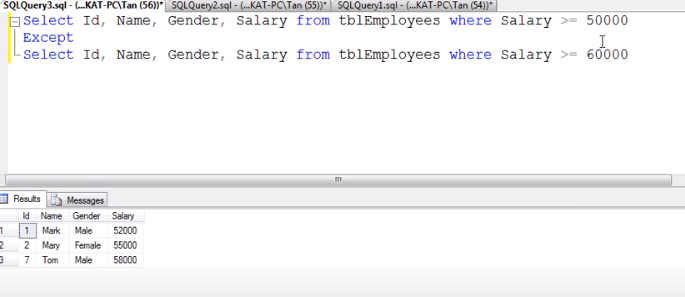 SQLQuery3.sql - (...KAT-PC\Tan (56))* SQLQuery2.sql - (...KAT-PC\Tan (55))* SQLQuery1.sql - (...KAT-PC\Tan (54))*
Select Id, Name, Gender, Salary from tblEmployees where Salary >= 50000
Except
Select Id, Name, Gender, Salary from tblEmployees where Salary >= 60000
Results Messages
Id Name Gender Salary
1 1 Mark Male 52000
2 2 Mary Female 55000
3 7 Tom Male 58000